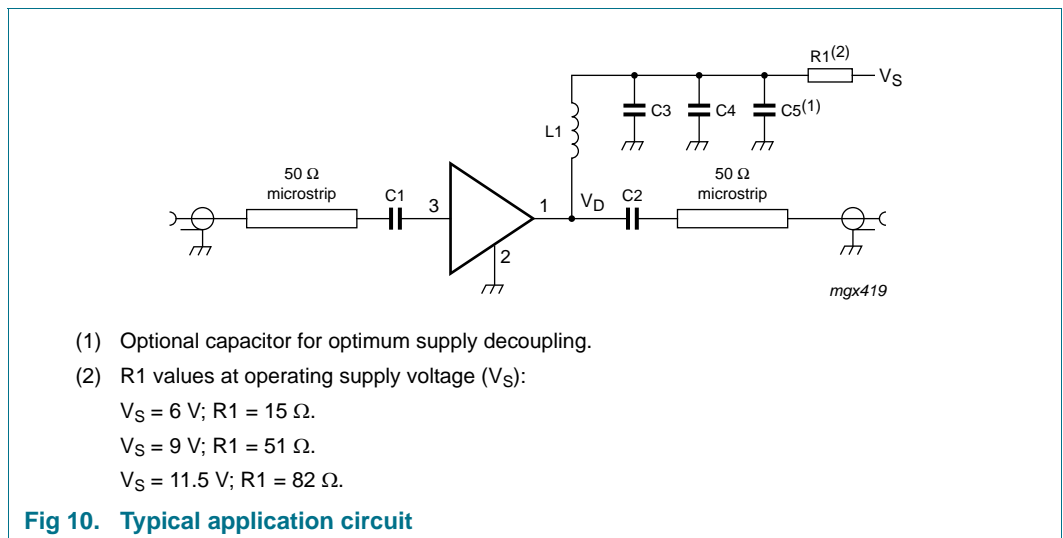 R1(2)
VS
C3
C4
C5(1)
L1
50 Ω
microstrip
C1
3
1
VD
C2
50 Ω
microstrip
2
mgx419
(1) Optional capacitor for optimum supply decoupling.
(2) R1 values at operating supply voltage (VS):
VS = 6 V; R1 = 15 Ω.
VS = 9 V; R1 = 51 Ω.
VS = 11.5 V; R1 = 82 Ω.
Fig 10. Typical application circuit